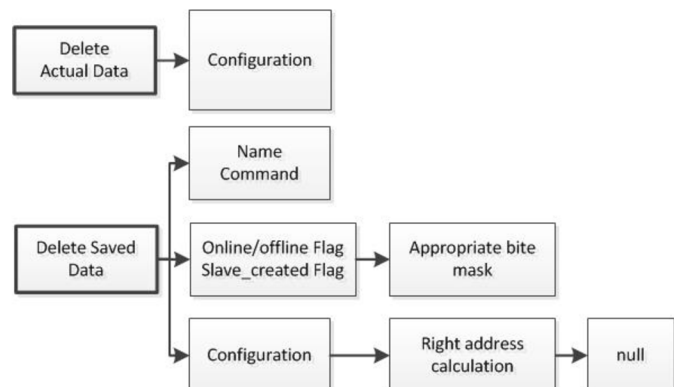 Delete
Actual Data
Configuration
Name
Command
Delete Saved
Data
Online/offline Flag
Slave_created Flag
Appropriate bite
mask
Configuration
Right address
calculation
null